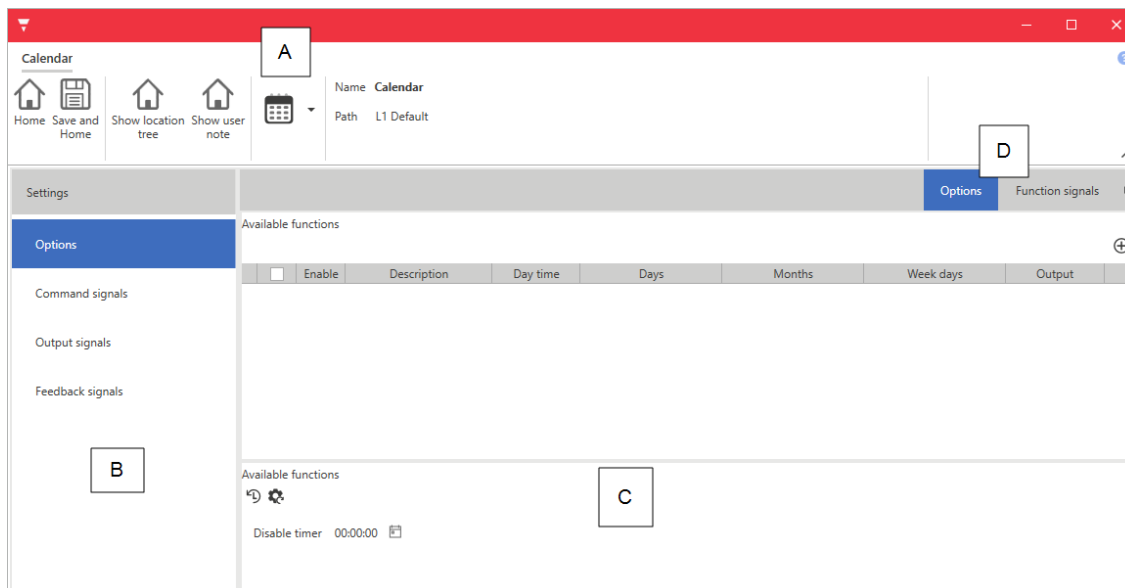 A
Calendar
Home
Save and Home
Show location tree
Show user note
Name Calendar
Path L1 Default
D
Settings
Options Function signals
Options
Command signals
Output signals
Feedback signals
B
Available functions
Enable Description Day time Days Months Week days Output
Available functions
C
Disable timer 00:00:00